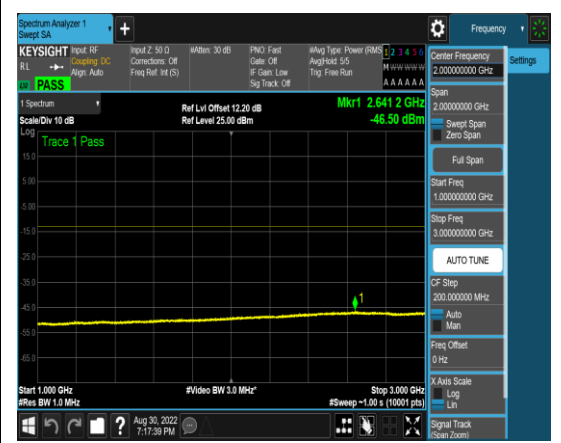 Spectrum Analyzer 1
Swept SA
+
Frequency
KEYSIGHT
RL
PASS
Input: RF
Coupling: DC
Align: Auto
Input Z: 50 Ω
Corrections: Off
Freq Ref: Int (S)
#Atten: 30 dB
PNO: Fast
Gate: Off
IF Gain: Low
Sig Track: Off
#Avg Type: Power (RMS
Avg|Hold: 5/5
Trig: Free Run
1 2 3 4 5 6
M W W W W W
A A A A A A
1 Spectrum
Scale/Div 10 dB
Ref Lvl Offset 12.20 dB
Ref Level 25.00 dBm
Mkr1 2.641 2 GHz
-46.50 dBm
Log
Trace 1 Pass
15.0
5.00
-5.00
-15.0
-25.0
-35.0
-45.0
-55.0
-65.0
1
Start 1.000 GHz
#Res BW 1.0 MHz
#Video BW 3.0 MHz*
Stop 3.000 GHz
#Sweep ~1.00 s (10001 pts)
Aug 30, 2022
7:17:39 PM
?
Center Frequency
2.000000000 GHz
Settings
Span
2.00000000 GHz
Swept Span
Zero Span
Full Span
Start Freq
1.000000000 GHz
Stop Freq
3.000000000 GHz
AUTO TUNE
CF Step
200.000000 MHz
Auto
Man
Freq Offset
0 Hz
X Axis Scale
Log
Lin
Signal Track
(Span Zoom)